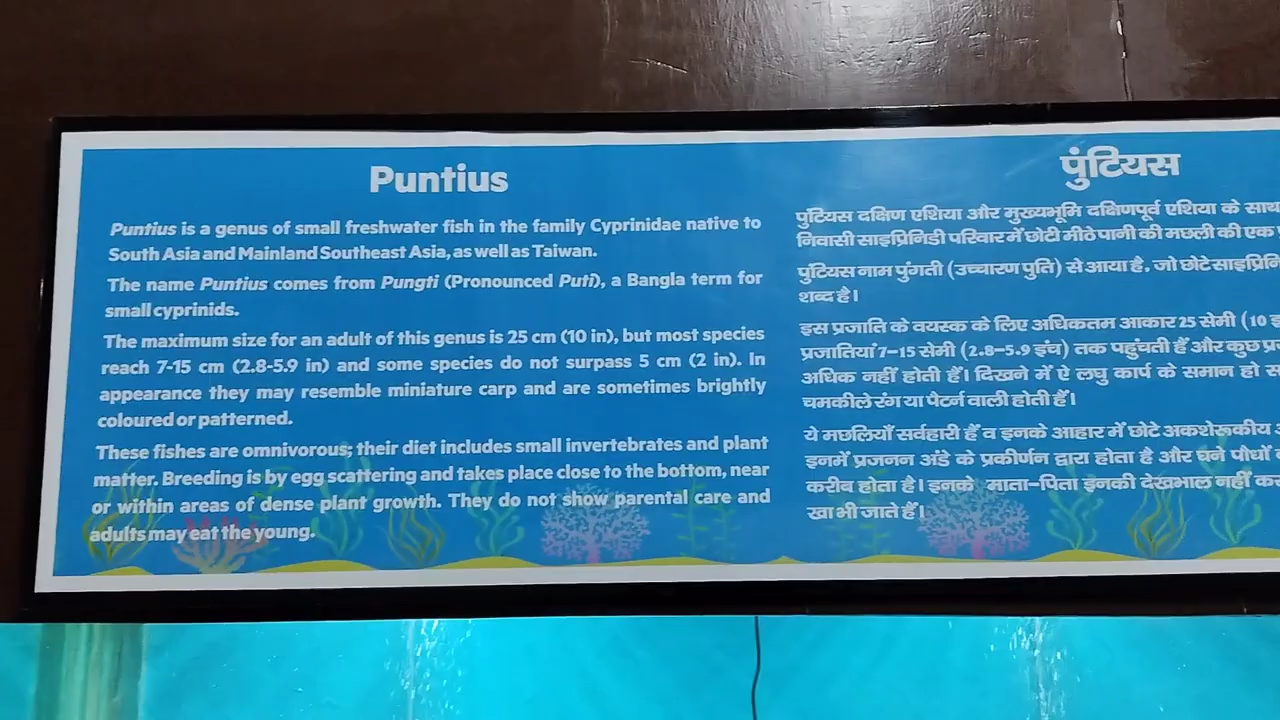 Puntius
Puntius is a genus of small freshwater fish in the family Cyprinidae native to
South Asia and Mainland Southeast Asia, as well as Taiwan.
The name Puntius comes from Pungti (Pronounced Puti), a Bangla term for
small cyprinids.
The maximum size for an adult of this genus is 25 cm (10 in), but most species
reach 7-15 cm (2.8-5.9 in) and some species do not surpass 5 cm (2 in). In
appearance they may resemble miniature carp and are sometimes brightly
coloured or patterned.
These fishes are omnivorous; their diet includes small invertebrates and plant
matter. Breeding is by egg scattering and takes place close to the bottom, near
or within areas of dense plant growth. They do not show parental care and
adults may eat the young.
पुंटियस
पुंटियस दक्षिण एशिया और मुख्यभूमि दक्षिणपूर्व एशिया के साथ
निवासी साइप्रिनिडी परिवार में छोटी मीठे पानी की मछली की एक
पुंटियस नाम पुंगती (उच्चारण पुति) से आया है, जो छोटे साइप्रिनि
शब्द है।
इस प्रजाति के वयस्क के लिए अधिकतम आकार 25 सेमी (10
प्रजातियां 7-15 सेमी (2.8-5.9 इंच) तक पहुंचती हैं और कुछ प्र
अधिक नहीं होती हैं। दिखने में ऐ लघु कार्प के समान हो स
चमकीले रंग या पैटर्न वाली होती हैं।
ये मछलियाँ सर्वहारी हैं व इनके आहार में छोटे अकशेरूकीय
इनमें प्रजनन अंडे के प्रकीर्णन द्वारा होता है और घने पौधों
करीब होता है। इनके माता-पिता इनकी देखभाल नहीं कर
खा भी जाते हैं।